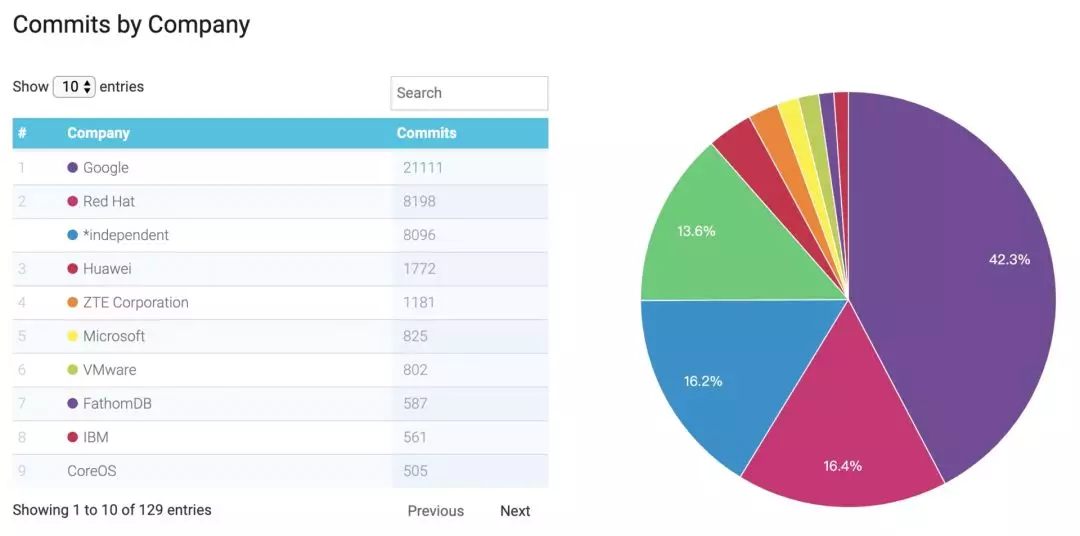 Commits by Company
Show 10 entries
Search
# Company Commits
1 Google 21111
2 Red Hat 8198
*independent 8096
3 Huawei 1772
4 ZTE Corporation 1181
5 Microsoft 825
6 VMware 802
7 FathomDB 587
8 IBM 561
9 CoreOS 505
Showing 1 to 10 of 129 entries
Previous Next
13.6%
42.3%
16.2%
16.4%